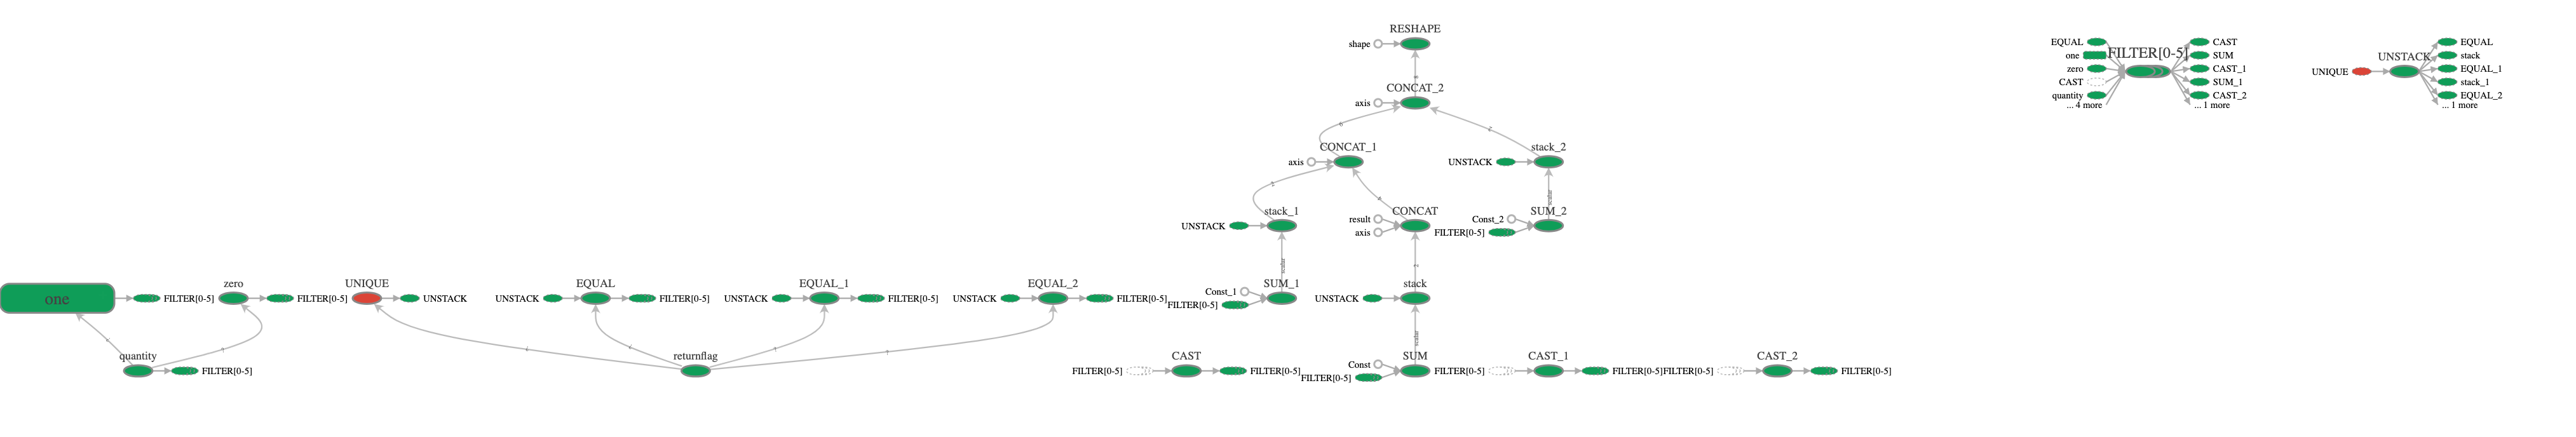 RESHAPE
shape
CONCAT_2
axis
CONCAT_1
axis
stack_2
UNSTACK
stack_1
UNSTACK
CONCAT
result
axis
SUM_2
Const_2
FILTER[0-5]
scalar
one
FILTER[0-5]
zero
FILTER[0-5]
UNIQUE
UNSTACK
UNSTACK
EQUAL
FILTER[0-5]
UNSTACK
EQUAL_1
FILTER[0-5]
UNSTACK
EQUAL_2
FILTER[0-5]
SUM_1
Const_1
FILTER[0-5]
scalar
stack
UNSTACK
quantity
FILTER[0-5]
returnflag
CAST
FILTER[0-5]
FILTER[0-5]
SUM
Const
FILTER[0-5]
scalar
CAST_1
FILTER[0-5]
FILTER[0-5]
CAST_2
FILTER[0-5]
FILTER[0-5]
FILTER[0-5]
EQUAL
one
zero
CAST
quantity
... 4 more
CAST
SUM
CAST_1
SUM_1
CAST_2
... 1 more
UNIQUE
UNSTACK
EQUAL
stack
EQUAL_1
stack_1
EQUAL_2
... 1 more